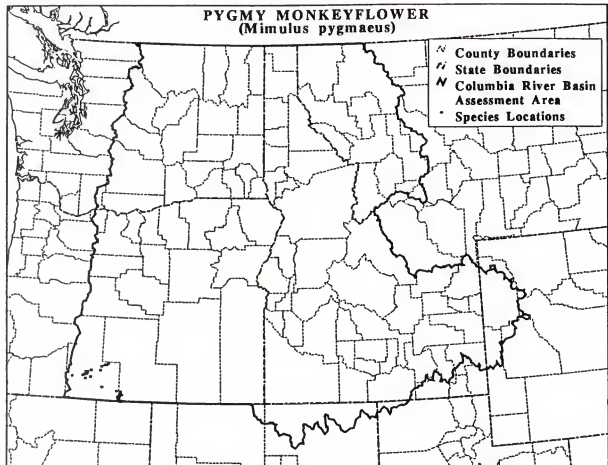 PYGMY MONKEYFLOWER
(Mimulus pygmaeus)
County Boundaries
State Boundaries
Columbia River Basin
Assessment Area
Species Locations